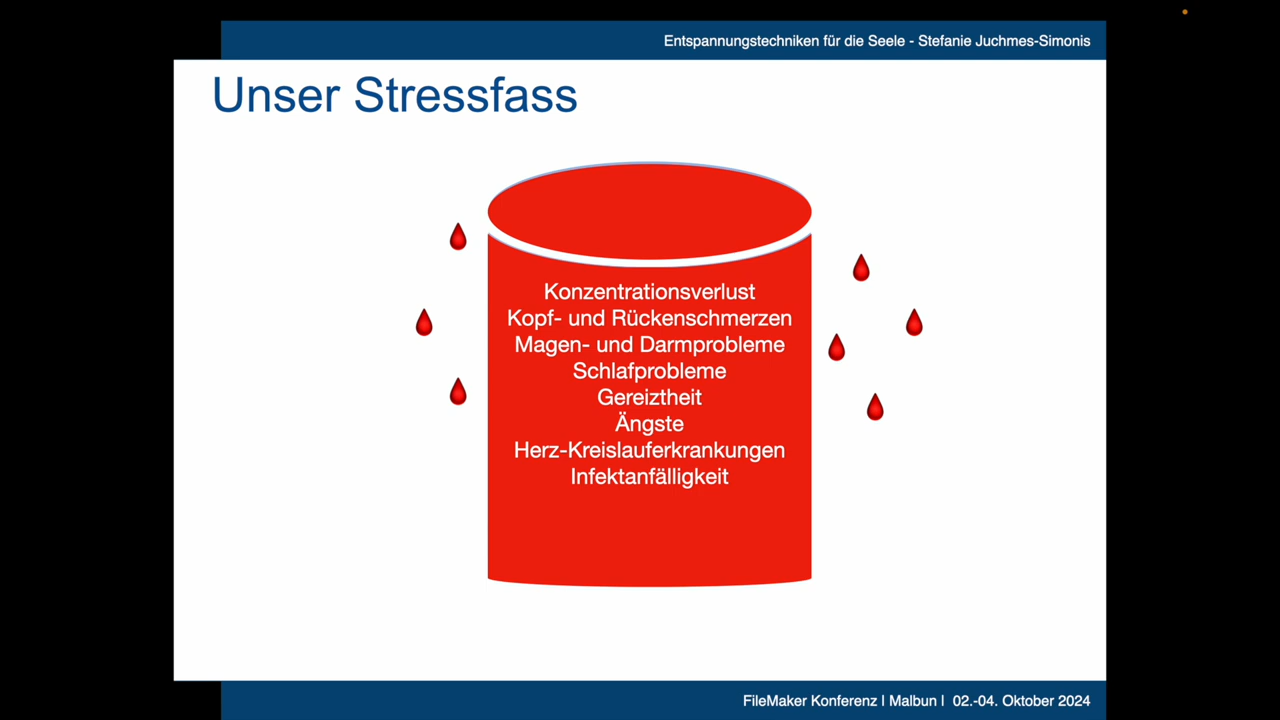 Entspannungstechniken für die Seele - Stefanie Juchmes-Simonis
Unser Stressfass
Konzentrationsverlust
Kopf- und Rückenschmerzen
Magen- und Darmprobleme
Schlafprobleme
Gereiztheit
Ängste
Herz-Kreislauferkrankungen
Infektanfälligkeit
FileMaker Konferenz | Malbun | 02.-04. Oktober 2024